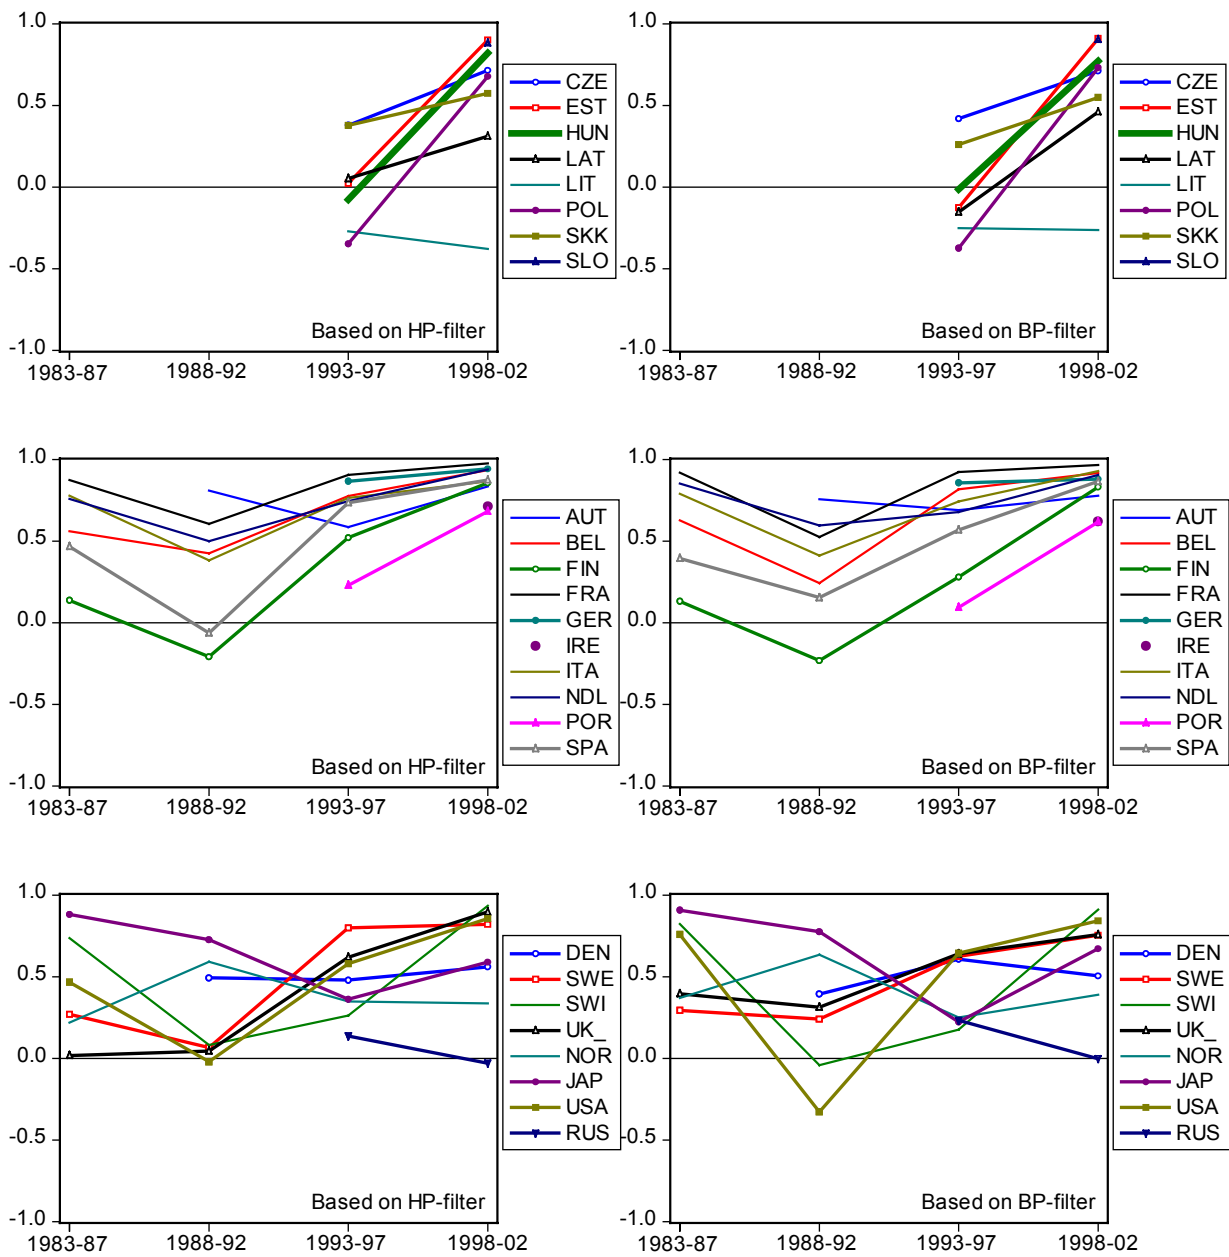 1.0
0.5
0.0
-0.5
-1.0
1983-87 1988-92 1993-97 1998-02
Based on HP-filter
CZE
EST
HUN
LAT
LIT
POL
SKK
SLO
1.0
0.5
0.0
-0.5
-1.0
1983-87 1988-92 1993-97 1998-02
Based on BP-filter
CZE
EST
HUN
LAT
LIT
POL
SKK
SLO
1.0
0.5
0.0
-0.5
-1.0
1983-87 1988-92 1993-97 1998-02
Based on HP-filter
AUT
BEL
FIN
FRA
GER
IRE
ITA
NDL
POR
SPA
1.0
0.5
0.0
-0.5
-1.0
1983-87 1988-92 1993-97 1998-02
Based on BP-filter
AUT
BEL
FIN
FRA
GER
IRE
ITA
NDL
POR
SPA
1.0
0.5
0.0
-0.5
-1.0
1983-87 1988-92 1993-97 1998-02
Based on HP-filter
DEN
SWE
SWI
UK_
NOR
JAP
USA
RUS
1.0
0.5
0.0
-0.5
-1.0
1983-87 1988-92 1993-97 1998-02
Based on BP-filter
DEN
SWE
SWI
UK_
NOR
JAP
USA
RUS